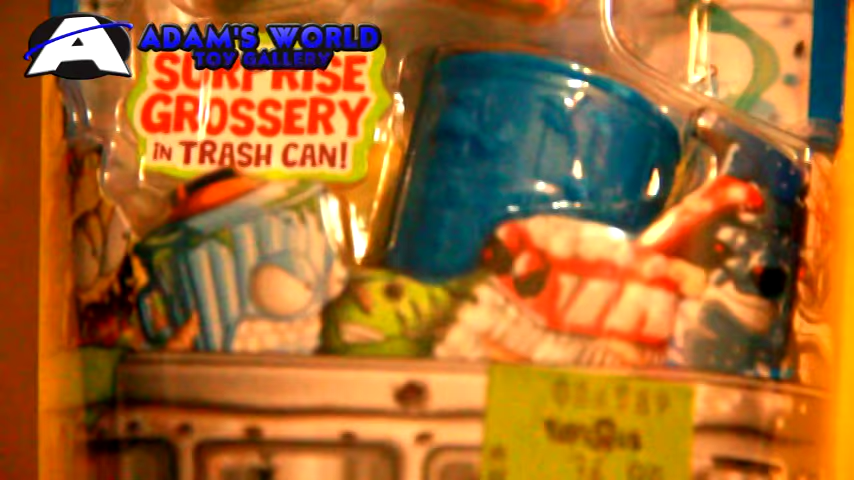 A ADAM'S WORLD
TOY GALLERY
SURPRISE
GROSSERY
IN TRASH CAN!